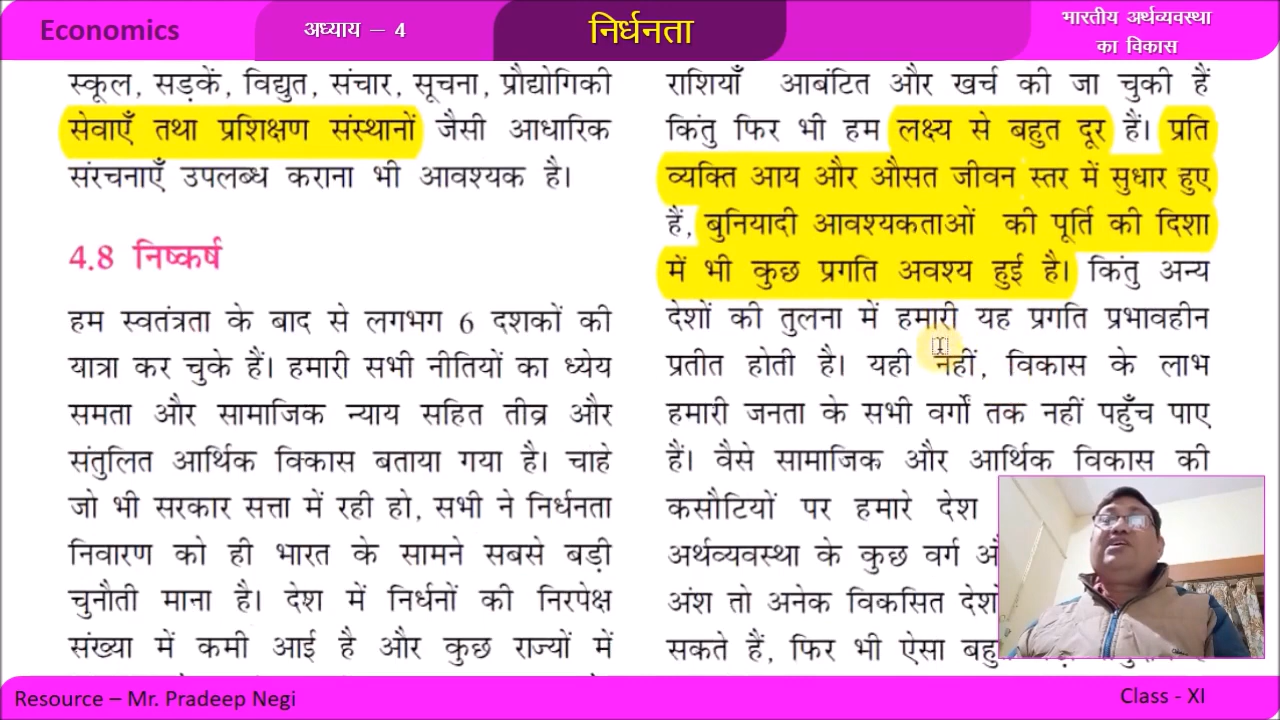 Economics
अध्याय – 4
निर्धनता
भारतीय अर्थव्यवस्था
का विकास
स्कूल, सड़कें, विद्युत, संचार, सूचना, प्रौद्योगिकी
सेवाएँ तथा प्रशिक्षण संस्थानों जैसी आधारिक
संरचनाएँ उपलब्ध कराना भी आवश्यक है।
4.8 निष्कर्ष
हम स्वतंत्रता के बाद से लगभग 6 दशकों की
यात्रा कर चुके हैं। हमारी सभी नीतियों का ध्येय
समता और सामाजिक न्याय सहित तीव्र और
संतुलित आर्थिक विकास बताया गया है। चाहे
जो भी सरकार सत्ता में रही हो, सभी ने निर्धनता
निवारण को ही भारत के सामने सबसे बड़ी
चुनौती माना है। देश में निर्धनों की निरपेक्ष
संख्या में कमी आई है और कुछ राज्यों में
राशियाँ आबंटित और खर्च की जा चुकी हैं
किंतु फिर भी हम लक्ष्य से बहुत दूर हैं। प्रति
व्यक्ति आय और औसत जीवन स्तर में सुधार हुए
हैं, बुनियादी आवश्यकताओं की पूर्ति की दिशा
में भी कुछ प्रगति अवश्य हुई है। किंतु अन्य
देशों की तुलना में हमारी यह प्रगति प्रभावहीन
प्रतीत होती है। यही नहीं, विकास के लाभ
हमारी जनता के सभी वर्गों तक नहीं पहुँच पाए
हैं। वैसे सामाजिक और आर्थिक विकास की
कसौटियों पर हमारे देश
अर्थव्यवस्था के कुछ वर्ग
अंश तो अनेक विकसित
सकते हैं, फिर भी ऐसा
Resource – Mr. Pradeep Negi
Class - XI